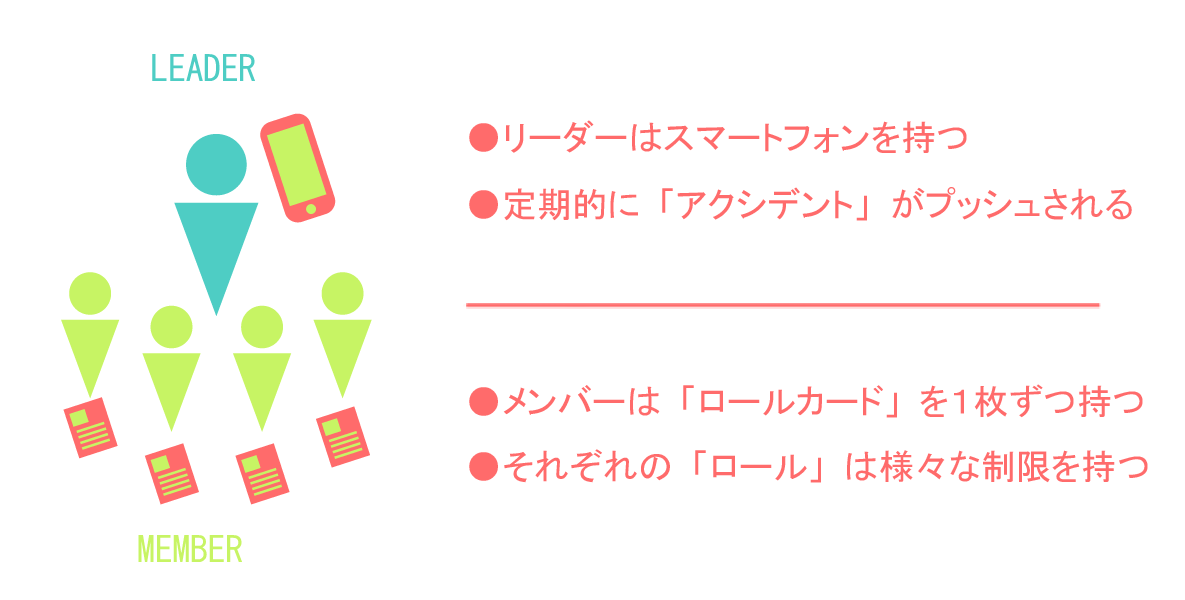 LEADER
●リーダーはスマートフォンを持つ
●定期的に「アクシデント」がプッシュされる
●メンバーは「ロールカード」を1枚ずつ持つ
●それぞれの「ロール」は様々な制限を持つ
MEMBER